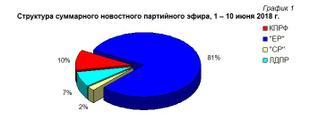 График 1
Структура суммарного новостного партийного эфира, 1 – 10 июня 2018 г.
КПРФ
"ЕР"
"СР"
ЛДПР
10%
81%
7%
2%